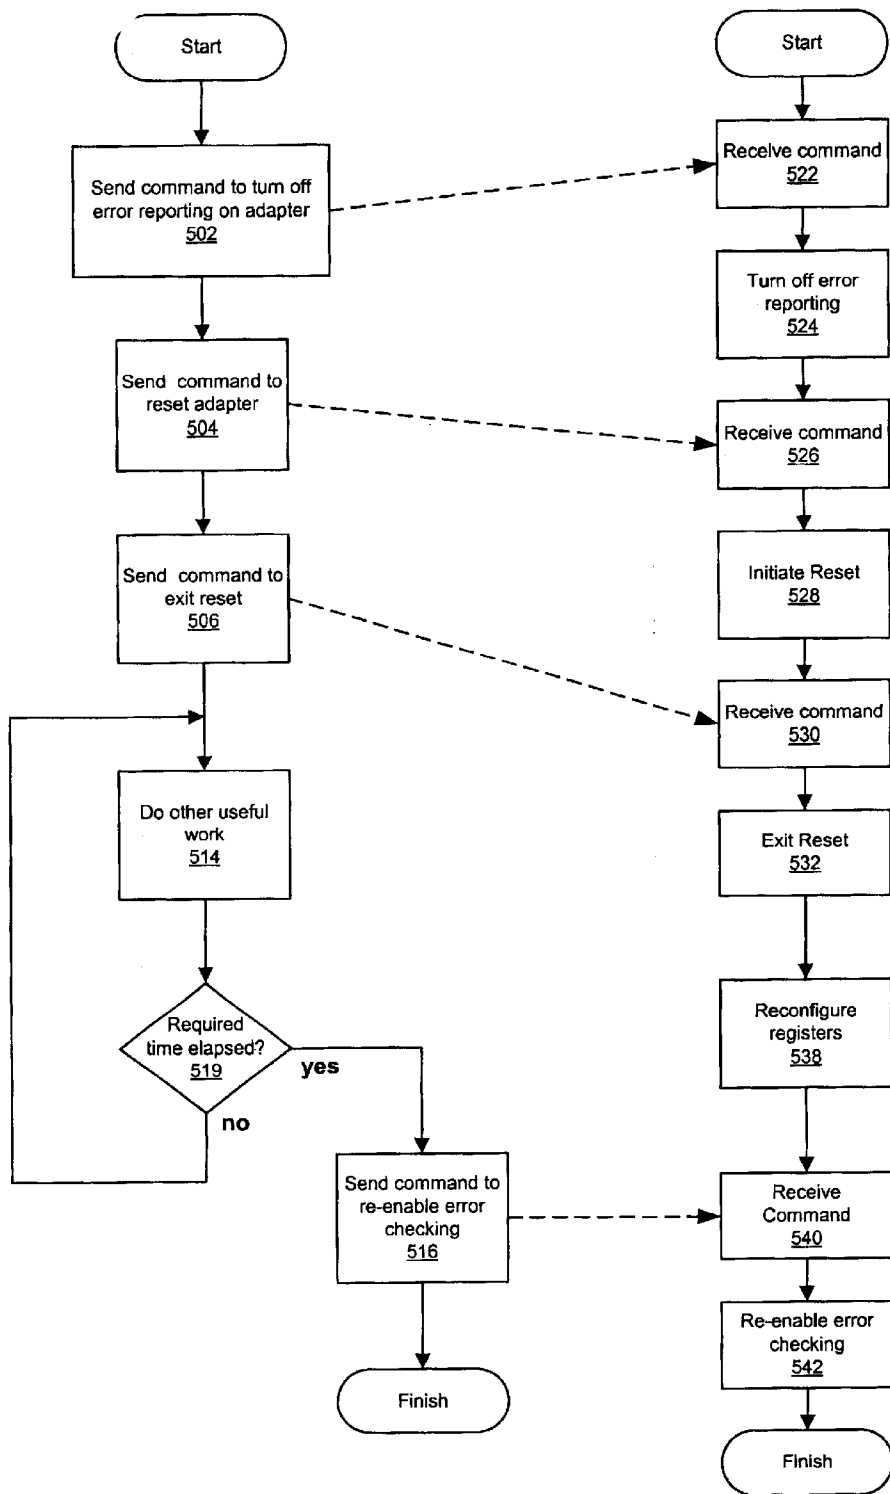 Start
Send command to turn off
error reporting on adapter
502
Send command to
reset adapter
504
Send command to
exit reset
506
Do other useful
work
514
Required
time elapsed?
519
yes
no
Send command to
re-enable error
checking
516
Finish
Start
Receive command
522
Turn off error
reporting
524
Receive command
526
Initiate Reset
528
Receive command
530
Exit Reset
532
Reconfigure
registers
538
Receive
Command
540
Re-enable error
checking
542
Finish